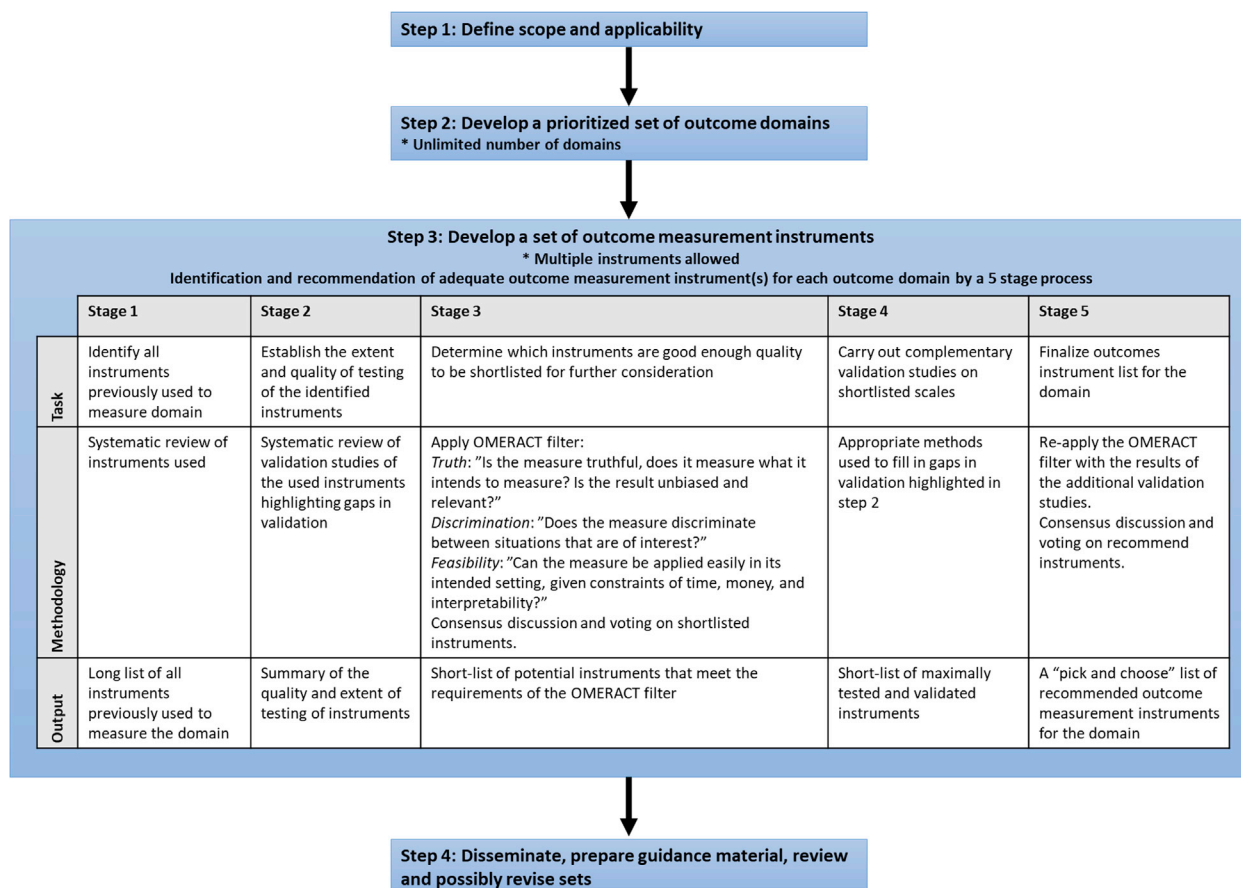 Step 1: Define scope and applicability
Step 2: Develop a prioritized set of outcome domains
* Unlimited number of domains
Step 3: Develop a set of outcome measurement instruments
* Multiple instruments allowed
Identification and recommendation of adequate outcome measurement instrument(s) for each outcome domain by a 5 stage process
Stage 1
Stage 2
Stage 3
Stage 4
Stage 5
Task
Identify all
instruments
previously used to
measure domain
Establish the extent
and quality of testing
of the identified
instruments
Determine which instruments are good enough quality
to be shortlisted for further consideration
Carry out complementary
validation studies on
shortlisted scales
Finalize outcomes
instrument list for the
domain
Methodology
Systematic review of
instruments used
Systematic review of
validation studies of
the used instruments
highlighting gaps in
validation
Apply OMERACT filter:
Truth: ”Is the measure truthful, does it measure what it
intends to measure? Is the result unbiased and
relevant?”
Discrimination: ”Does the measure discriminate
between situations that are of interest?”
Feasibility: ”Can the measure be applied easily in its
intended setting, given constraints of time, money, and
interpretability?”
Consensus discussion and voting on shortlisted
instruments.
Appropriate methods
used to fill in gaps in
validation highlighted in
step 2
Re-apply the OMERACT
filter with the results of
the additional validation
studies.
Consensus discussion and
voting on recommend
instruments.
Output
Long list of all
instruments
previously used to
measure the domain
Summary of the
quality and extent of
testing of instruments
Short-list of potential instruments that meet the
requirements of the OMERACT filter
Short-list of maximally
tested and validated
instruments
A “pick and choose” list of
recommended outcome
measurement instruments
for the domain
Step 4: Disseminate, prepare guidance material, review
and possibly revise sets